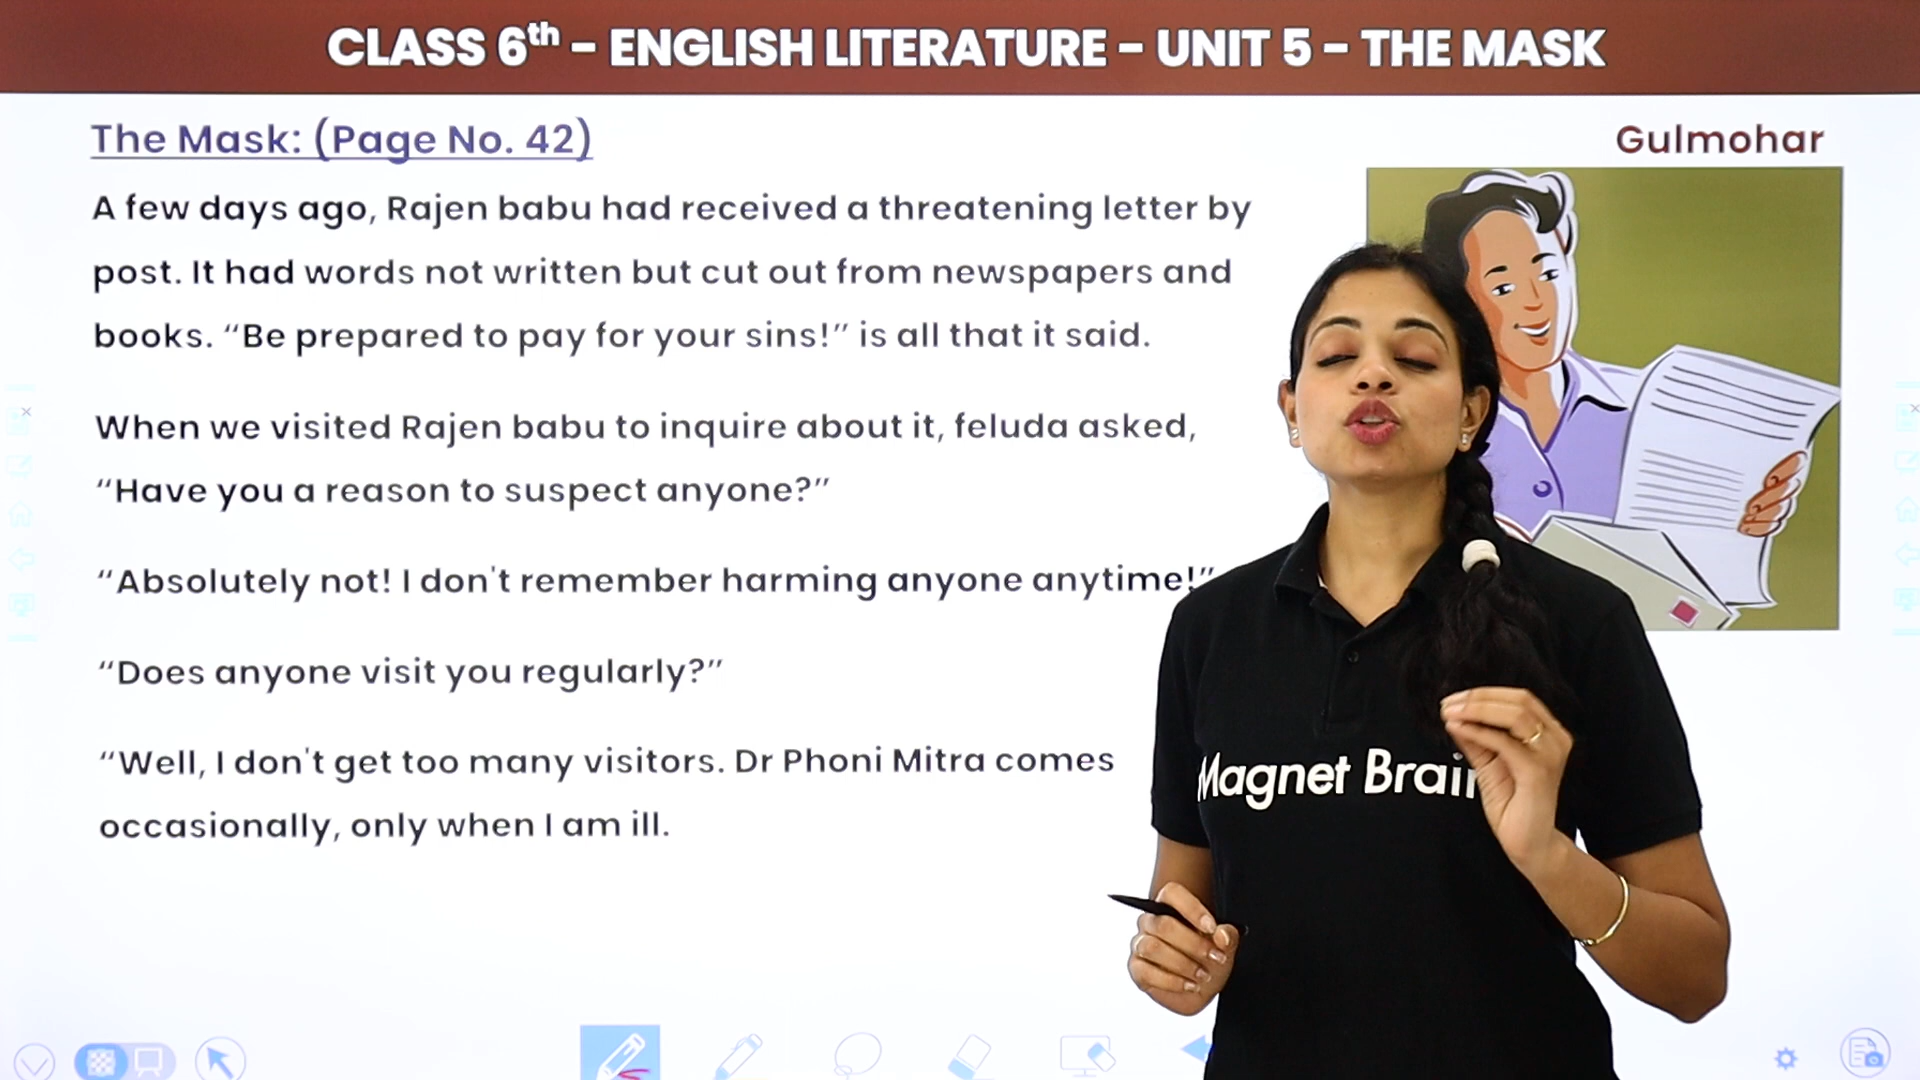 CLASS 6th – ENGLISH LITERATURE – UNIT 5 – THE MASK
The Mask: (Page No. 42)
Gulmohar
A few days ago, Rajen babu had received a threatening letter by
post. It had words not written but cut out from newspapers and
books. “Be prepared to pay for your sins!” is all that it said.
When we visited Rajen babu to inquire about it, feluda asked,
“Have you a reason to suspect anyone?”
“Absolutely not! I don't remember harming anyone anytime!”
“Does anyone visit you regularly?”
“Well, I don't get too many visitors. Dr Phoni Mitra comes
occasionally, only when I am ill.
Magnet Brain